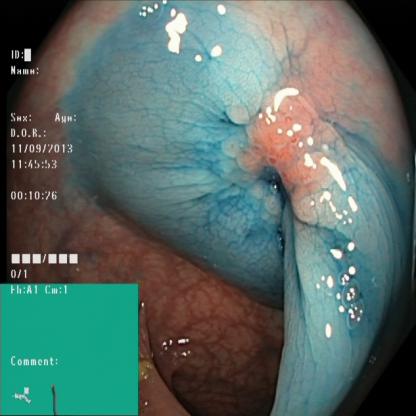 ID:
Name:
Sex: Age:
D.O.B.:
11/09/2013
11:45:53
00:10:26
■■■/■■■
0/1
Eh:A1 Cm:1
Comment: